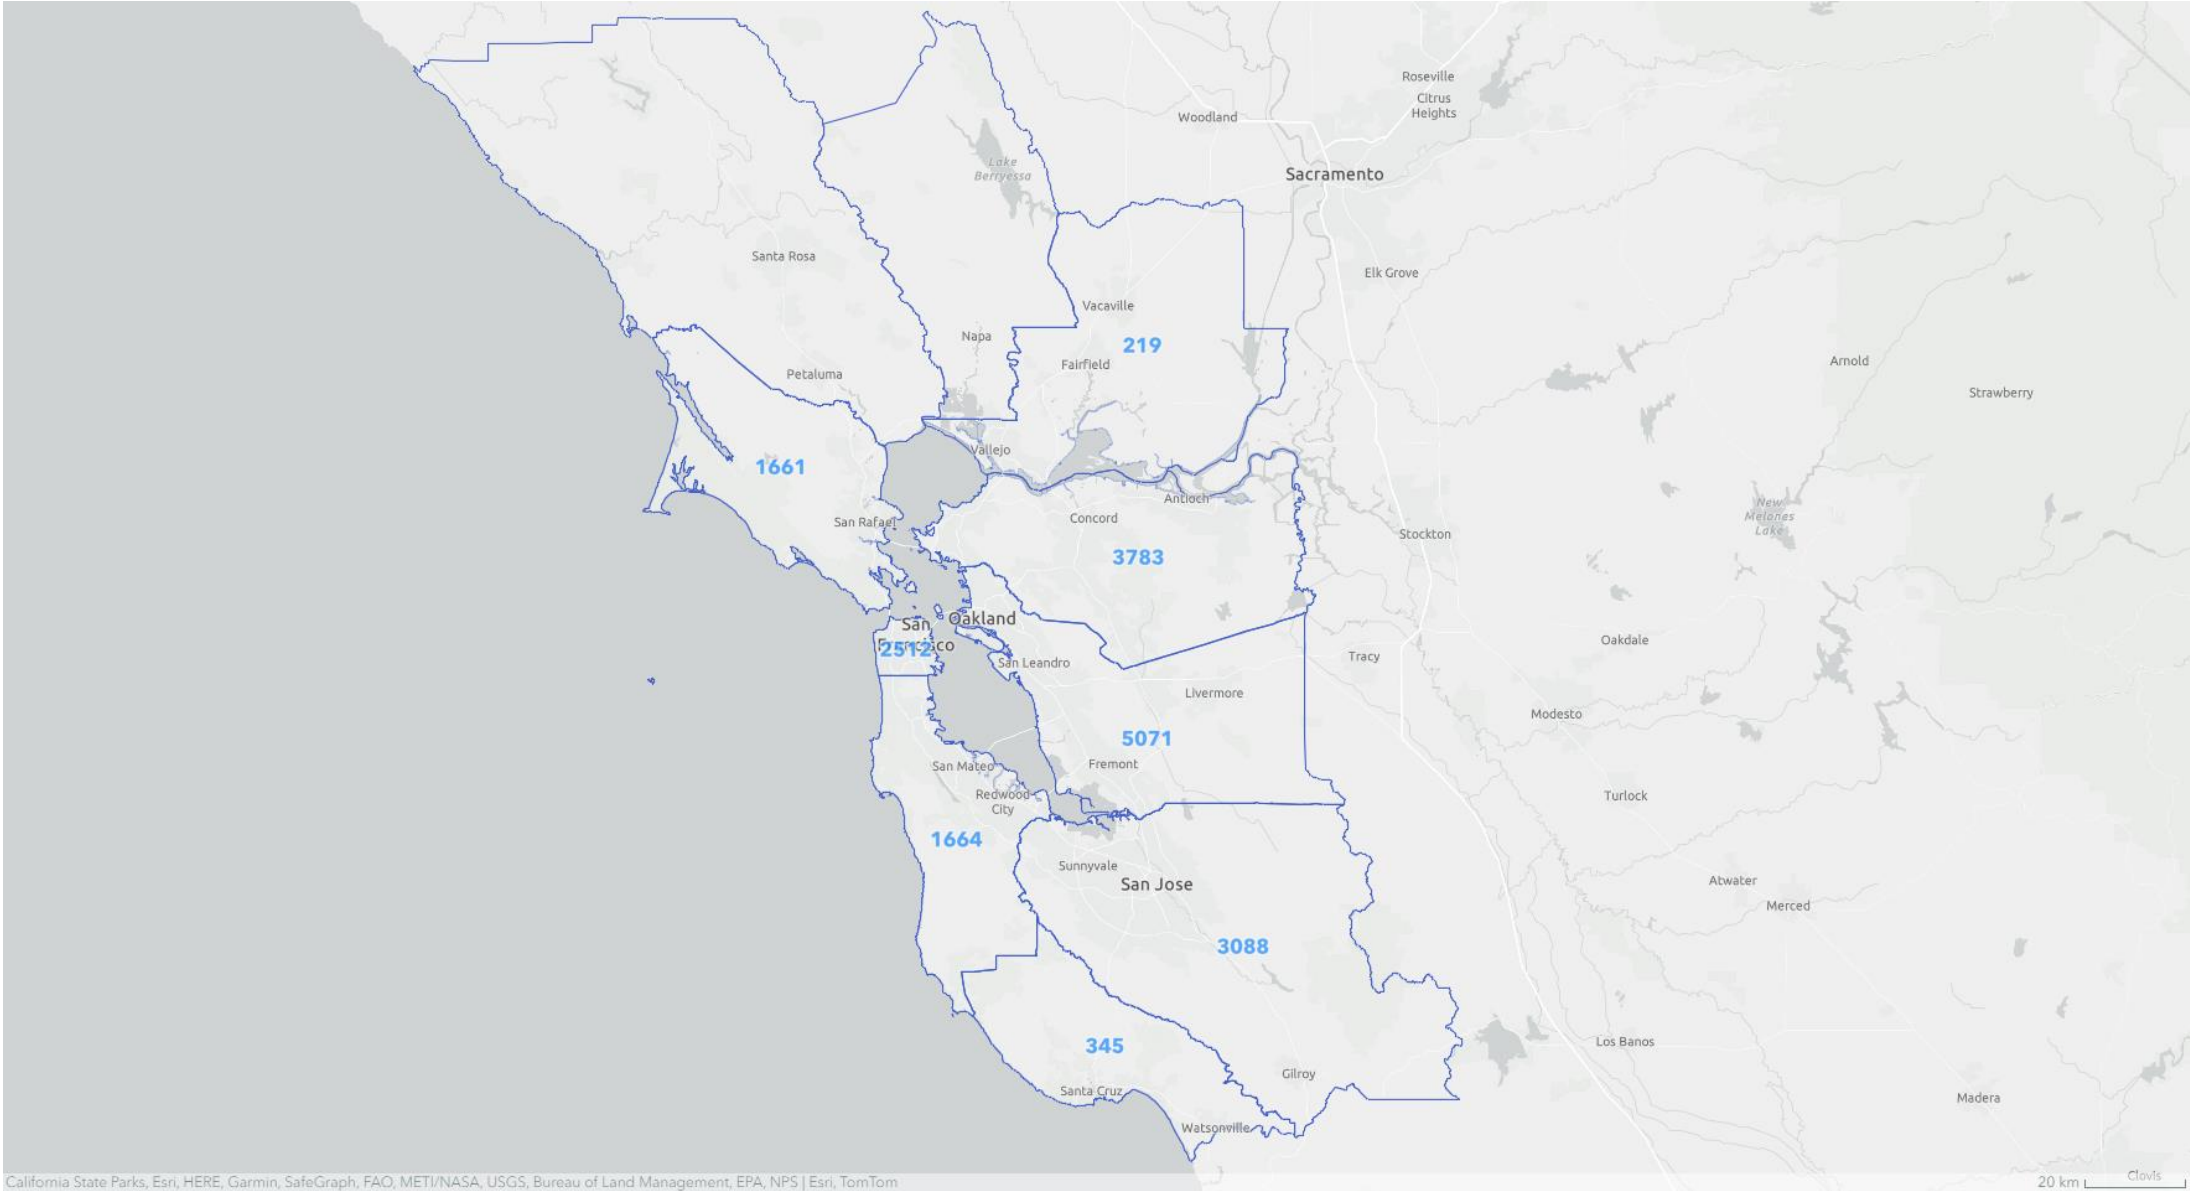 Roseville
Citrus
Heights
Woodland
Lake
Berryessa
Sacramento
Santa Rosa
Elk Grove
Vacaville
Napa
219
Fairfield
Arnold
Petaluma
Strawberry
Vallejo
1661
Antioch
New
Melones
Lake
San Rafael
Concord
Stockton
3783
Oakland
San
Francisco
2512
Oakdale
San Leandro
Tracy
Livermore
Modesto
5071
San Mateo
Fremont
Redwood
City
Turlock
1664
Sunnyvale
San Jose
Atwater
Merced
3088
345
Los Banos
Gilroy
Santa Cruz
Madera
Watsonville
Clovis
California State Parks, Esri, HERE, Garmin, SafeGraph, FAO, METI/NASA, USGS, Bureau of Land Management, EPA, NPS | Esri, TomTom
20 km